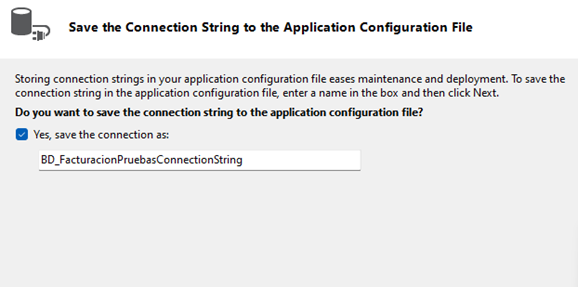 Save the Connection String to the Application Configuration File
Storing connection strings in your application configuration file eases maintenance and deployment. To save the
connection string in the application configuration file, enter a name in the box and then click Next.
Do you want to save the connection string to the application configuration file?
Yes, save the connection as:
BD_FacturacionPruebasConnectionString